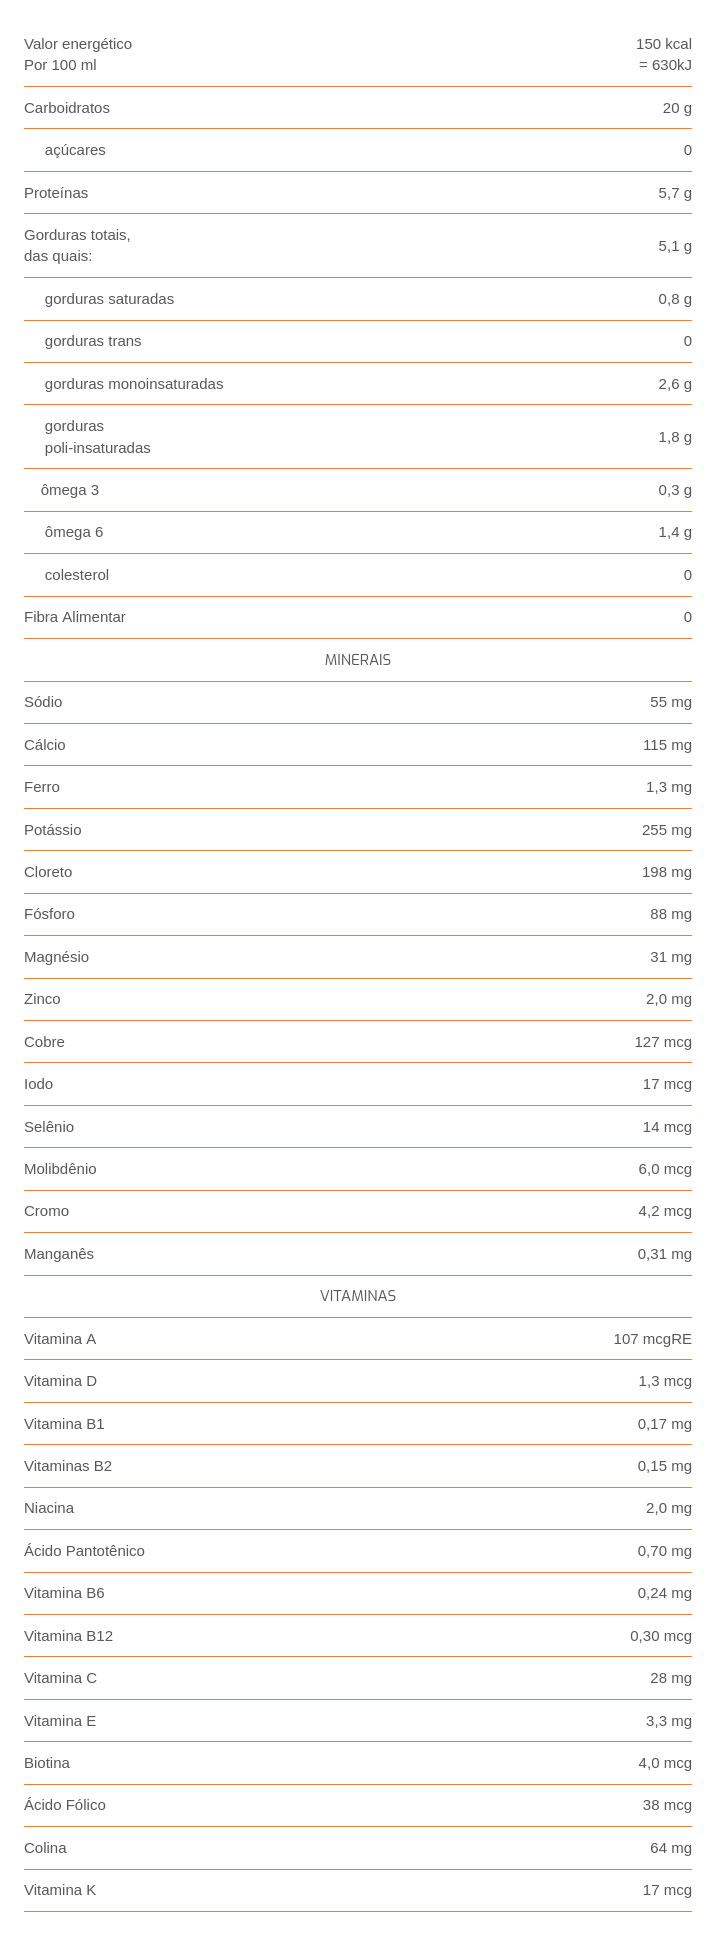 Valor energético 150 kcal
Por 100 ml = 630kJ
Carboidratos 20 g
açúcares 0
Proteínas 5,7 g
Gorduras totais,
das quais: 5,1 g
gorduras saturadas 0,8 g
gorduras trans 0
gorduras monoinsaturadas 2,6 g
gorduras
poli-insaturadas 1,8 g
ômega 3 0,3 g
ômega 6 1,4 g
colesterol 0
Fibra Alimentar 0
MINERAIS
Sódio 55 mg
Cálcio 115 mg
Ferro 1,3 mg
Potássio 255 mg
Cloreto 198 mg
Fósforo 88 mg
Magnésio 31 mg
Zinco 2,0 mg
Cobre 127 mcg
Iodo 17 mcg
Selênio 14 mcg
Molibdênio 6,0 mcg
Cromo 4,2 mcg
Manganês 0,31 mg
VITAMINAS
Vitamina A 107 mcgRE
Vitamina D 1,3 mcg
Vitamina B1 0,17 mg
Vitaminas B2 0,15 mg
Niacina 2,0 mg
Ácido Pantotênico 0,70 mg
Vitamina B6 0,24 mg
Vitamina B12 0,30 mcg
Vitamina C 28 mg
Vitamina E 3,3 mg
Biotina 4,0 mcg
Ácido Fólico 38 mcg
Colina 64 mg
Vitamina K 17 mcg